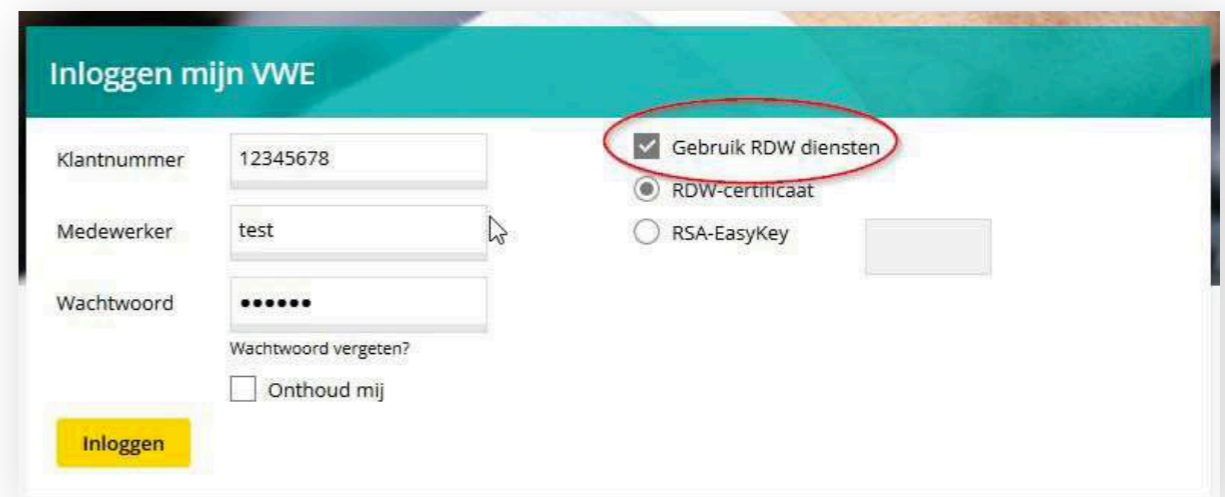 Inloggen mijn VWE
Klantnummer
12345678
Medewerker
test
Wachtwoord
••••••
Wachtwoord vergeten?
Onthoud mij
Inloggen
Gebruik RDW diensten
RDW-certificaat
RSA-EasyKey